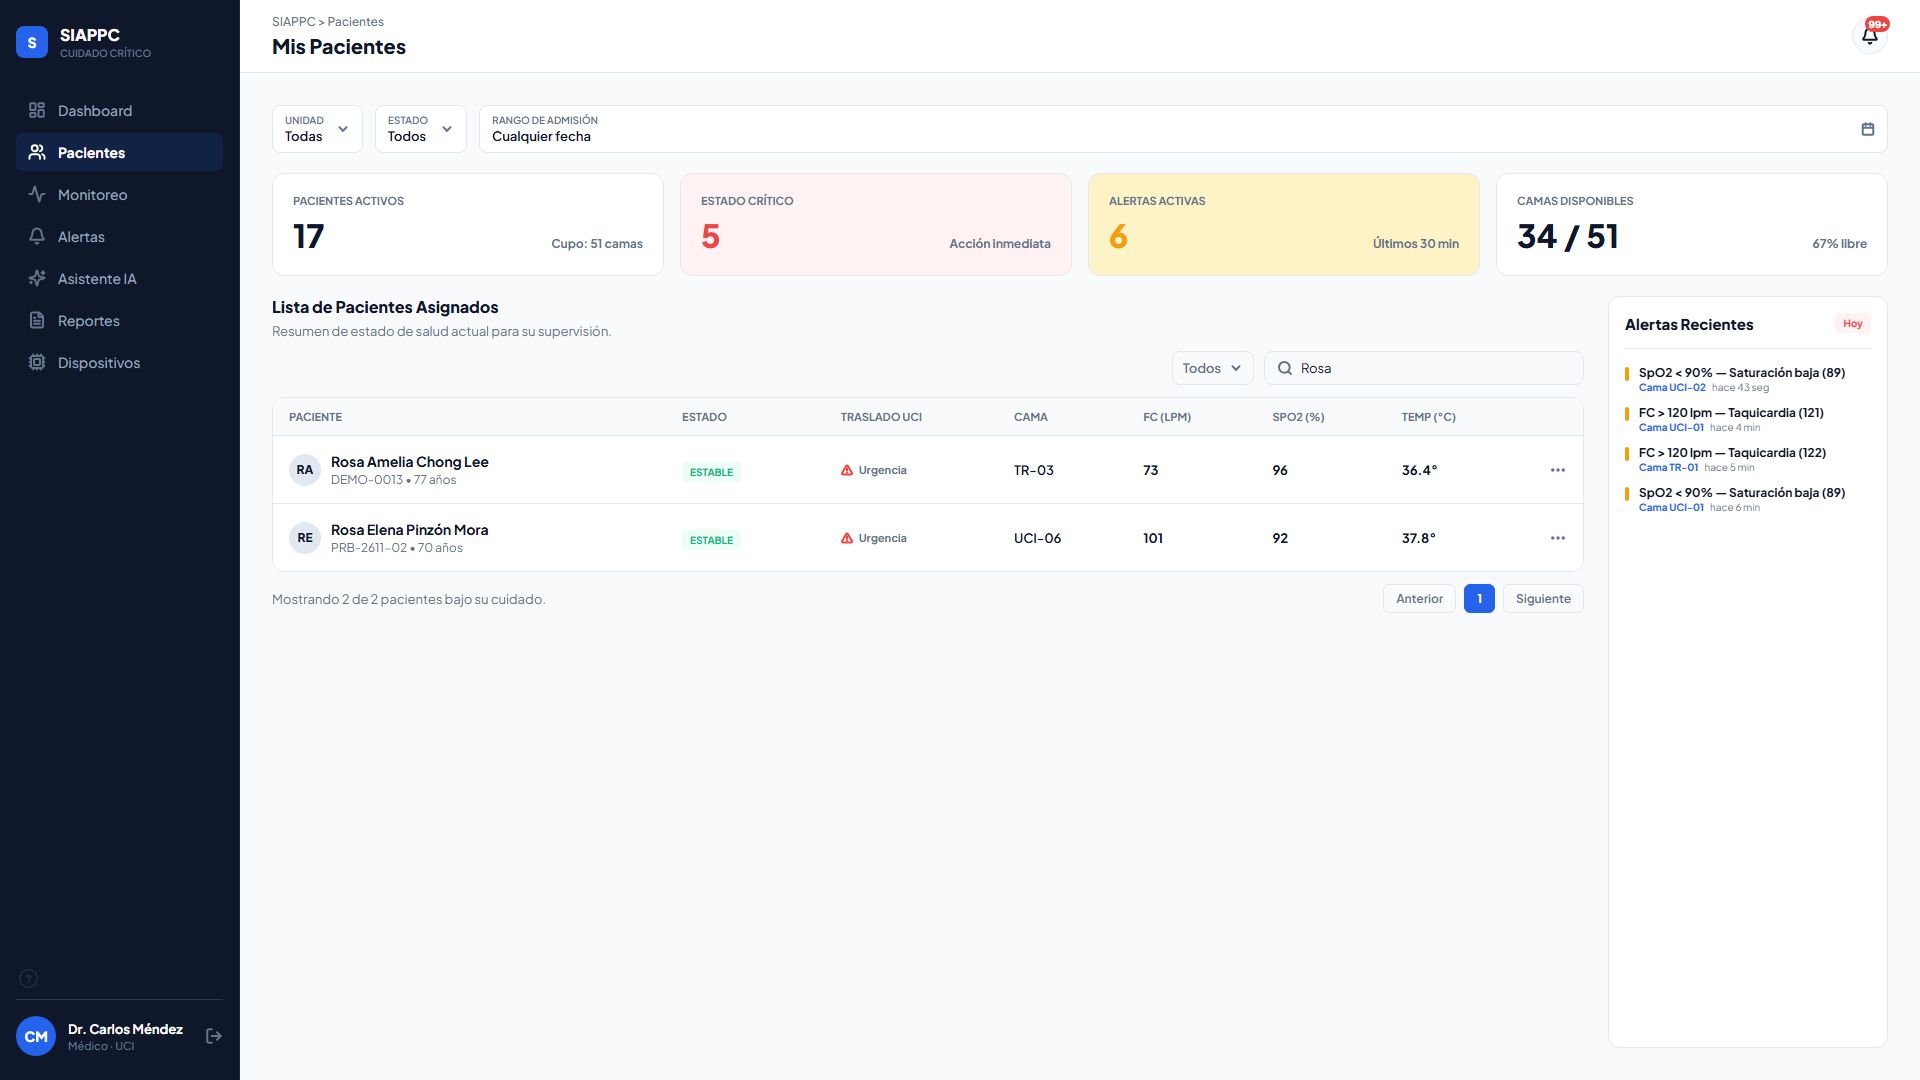 S
SIAPPC
CUIDADO CRÍTICO
Dashboard
Pacientes
Monitoreo
Alertas
Asistente IA
Reportes
Dispositivos
?
CM
Dr. Carlos Méndez
Médico · UCI
SIAPPC > Pacientes
Mis Pacientes
99+
UNIDAD
Todas
ESTADO
Todos
RANGO DE ADMISIÓN
Cualquier fecha
PACIENTES ACTIVOS
17
Cupo: 51 camas
ESTADO CRÍTICO
5
Acción inmediata
ALERTAS ACTIVAS
6
Últimos 30 min
CAMAS DISPONIBLES
34 / 51
67% libre
Lista de Pacientes Asignados
Resumen de estado de salud actual para su supervisión.
Todos
Rosa
PACIENTE ESTADO TRASLADO UCI CAMA FC (LPM) SPO2 (%) TEMP (°C)
RA Rosa Amelia Chong Lee ESTABLE Urgencia TR-03 73 96 36.4°
DEMO-0013 • 77 años
RE Rosa Elena Pinzón Mora ESTABLE Urgencia UCI-06 101 92 37.8°
PRB-2611-02 • 70 años
Mostrando 2 de 2 pacientes bajo su cuidado.
Anterior 1 Siguiente
Alertas Recientes
Hoy
SpO2 < 90% — Saturación baja (89)
Cama UCI-02 hace 43 seg
FC > 120 lpm — Taquicardia (121)
Cama UCI-01 hace 4 min
FC > 120 lpm — Taquicardia (122)
Cama TR-01 hace 5 min
SpO2 < 90% — Saturación baja (89)
Cama UCI-01 hace 6 min